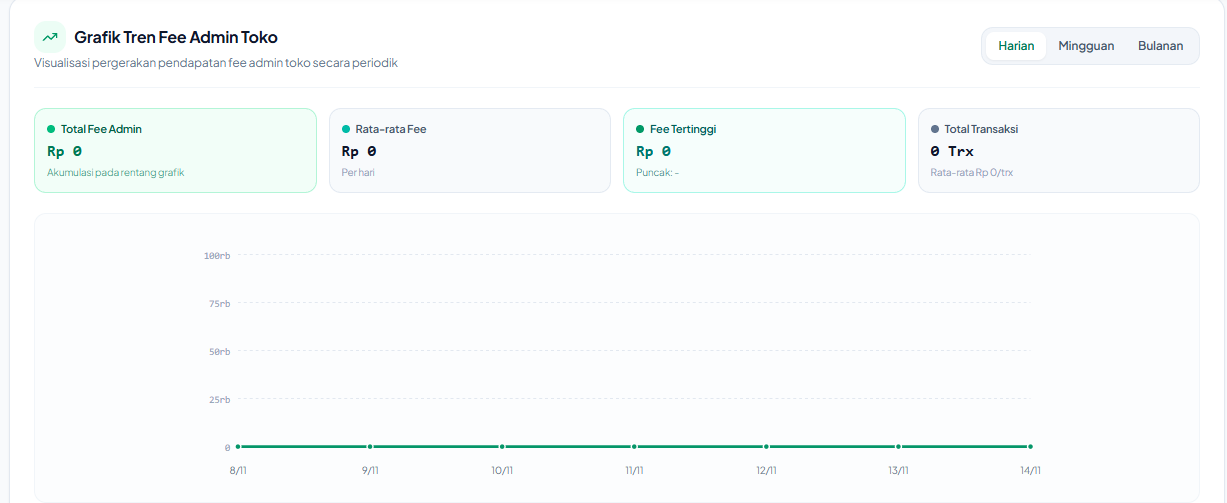 Grafik Tren Fee Admin Toko
Visualisasi pergerakan pendapatan fee admin toko secara periodik
Harian Mingguan Bulanan
Total Fee Admin
Rp 0
Akumulasi pada rentang grafik
Rata-rata Fee
Rp 0
Per hari
Fee Tertinggi
Rp 0
Puncak: -
Total Transaksi
0 Trx
Rata-rata Rp 0/trx
100rb
75rb
50rb
25rb
0
8/11 9/11 10/11 11/11 12/11 13/11 14/11